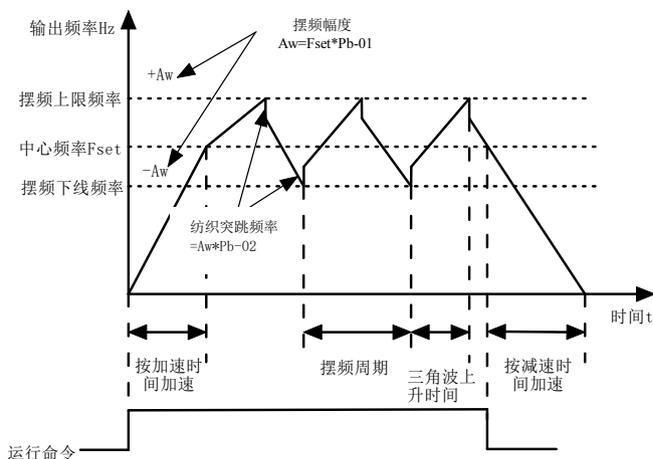 输出频率Hz
摆频幅度
Aw=Fset*Pb-01
+Aw
摆频上限频率
中心频率Fset
-Aw
摆频下线频率
纺织突跳频率
=Aw*Pb-02
时间t
按加速时
间加速
摆频周期
三角波上
升时间
按减速时
间加速
运行命令